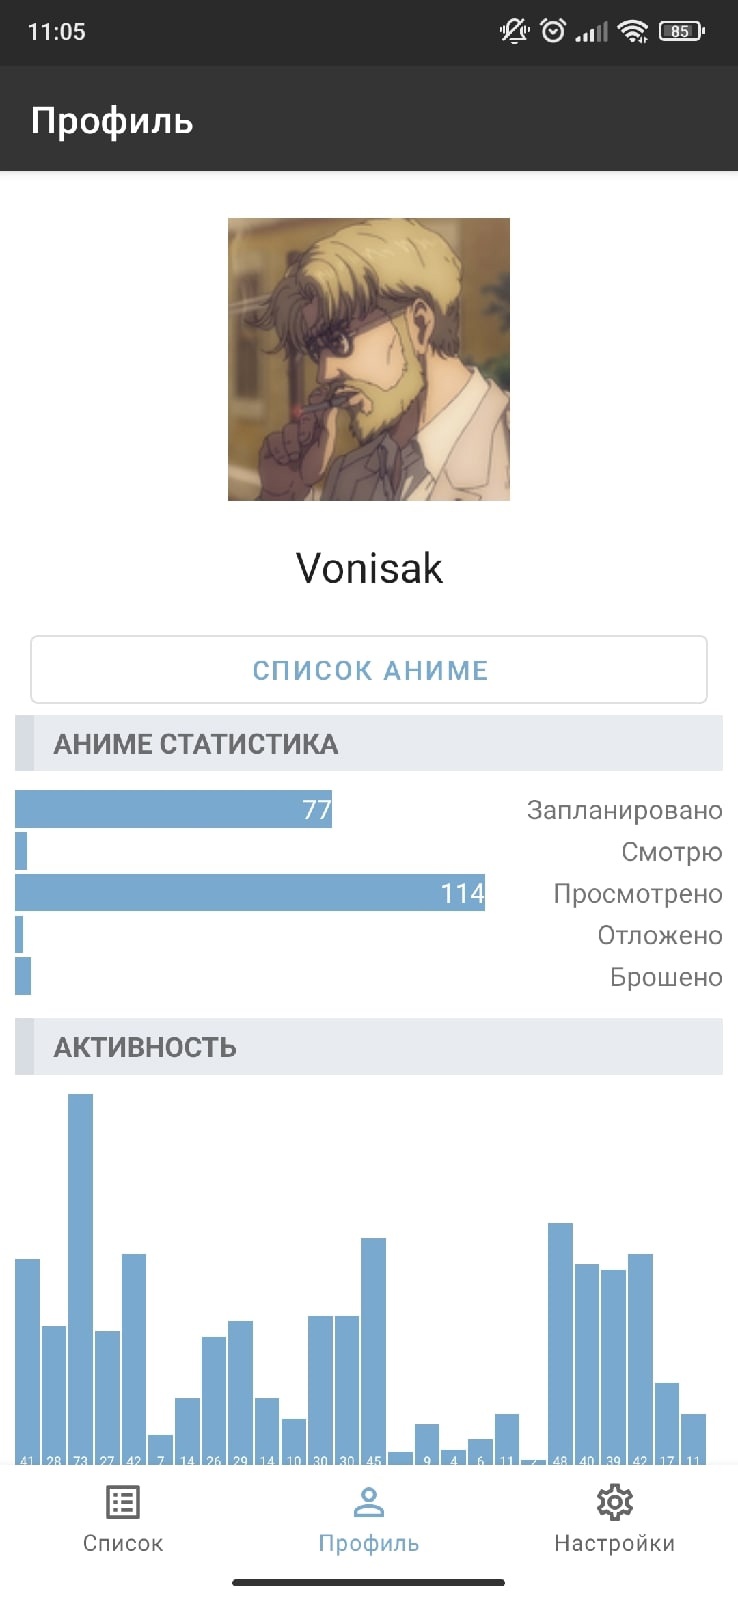 11:05
85
Профиль
Vonisak
СПИСОК АНИМЕ
АНИМЕ СТАТИСТИКА
77 Запланировано
Смотрю
114 Просмотрено
Отложено
Брошено
АКТИВНОСТЬ
41 28 73 27 42 7 14 26 29 14 10 30 30 45 9 4 6 11 48 40 39 42 17 11
Список Профиль Настройки